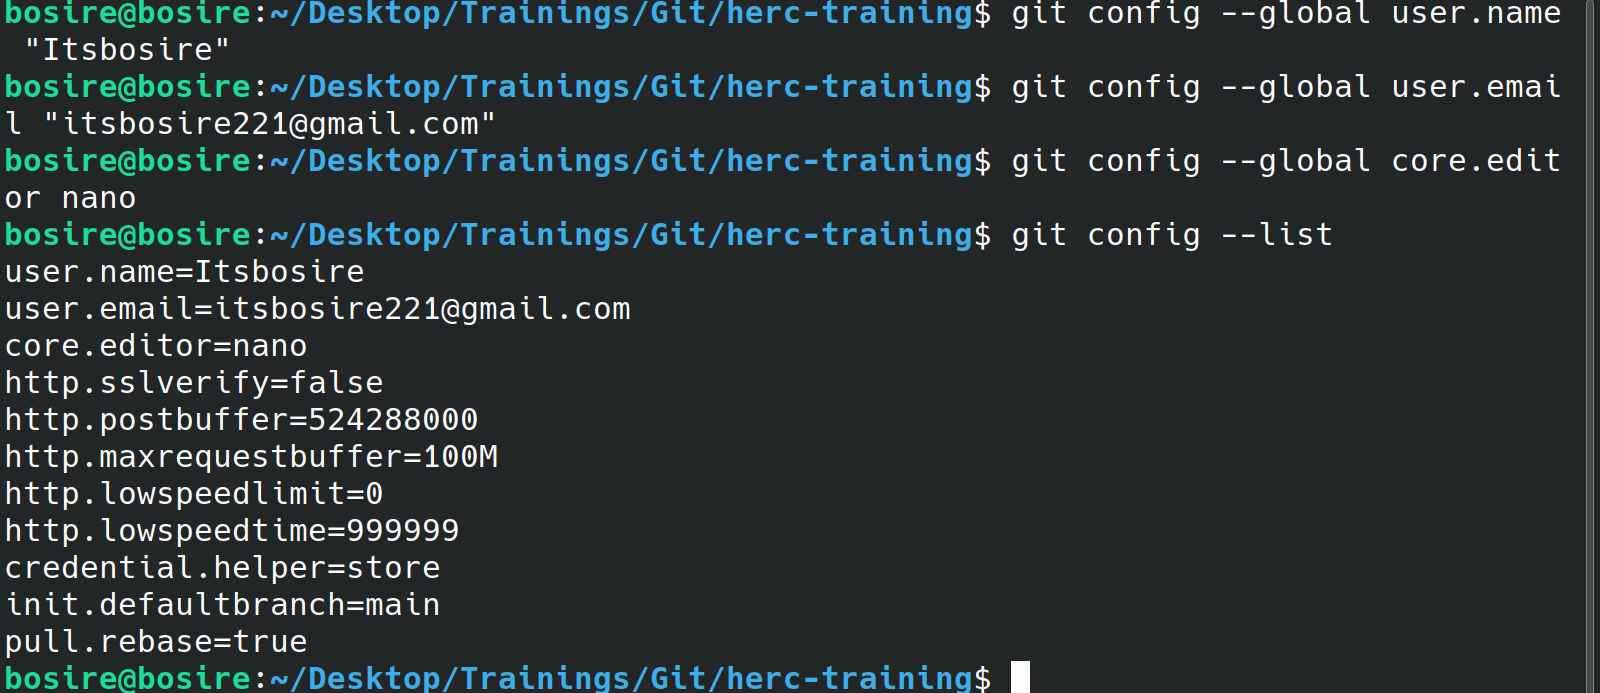 bosire@bosire:~/Desktop/Trainings/Git/herc-training$ git config --global user.name
 "Itsbosire"
bosire@bosire:~/Desktop/Trainings/Git/herc-training$ git config --global user.emai
l "itsbosire221@gmail.com"
bosire@bosire:~/Desktop/Trainings/Git/herc-training$ git config --global core.edit
or nano
bosire@bosire:~/Desktop/Trainings/Git/herc-training$ git config --list
user.name=Itsbosire
user.email=itsbosire221@gmail.com
core.editor=nano
http.sslverify=false
http.postbuffer=524288000
http.maxrequestbuffer=100M
http.lowspeedlimit=0
http.lowspeedtime=999999
credential.helper=store
init.defaultbranch=main
pull.rebase=true
bosire@bosire:~/Desktop/Trainings/Git/herc-training$